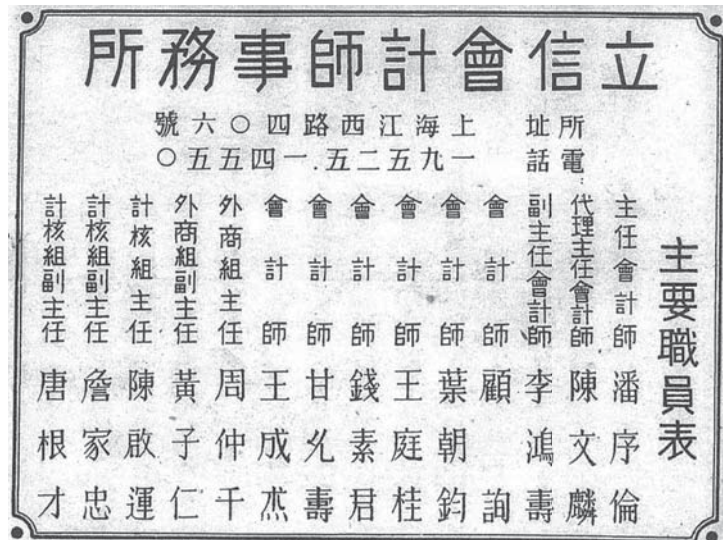 立信會計師事務所
所址 上海江西路四〇六號
電話 一九五二五.一四五五〇
主要職員表
主任會計師 潘序倫
代理主任會計師 陳文麟
副主任會計師 李鴻壽
會計師 顧詢
會計師 葉朝鈞
會計師 王庭桂
會計師 錢素君
會計師 甘允壽
會計師 王成杰
外商組主任 周仲千
外商組副主任 黃子仁
計核組主任 陳啟運
計核組副主任 詹家忠
計核組副主任 唐根才